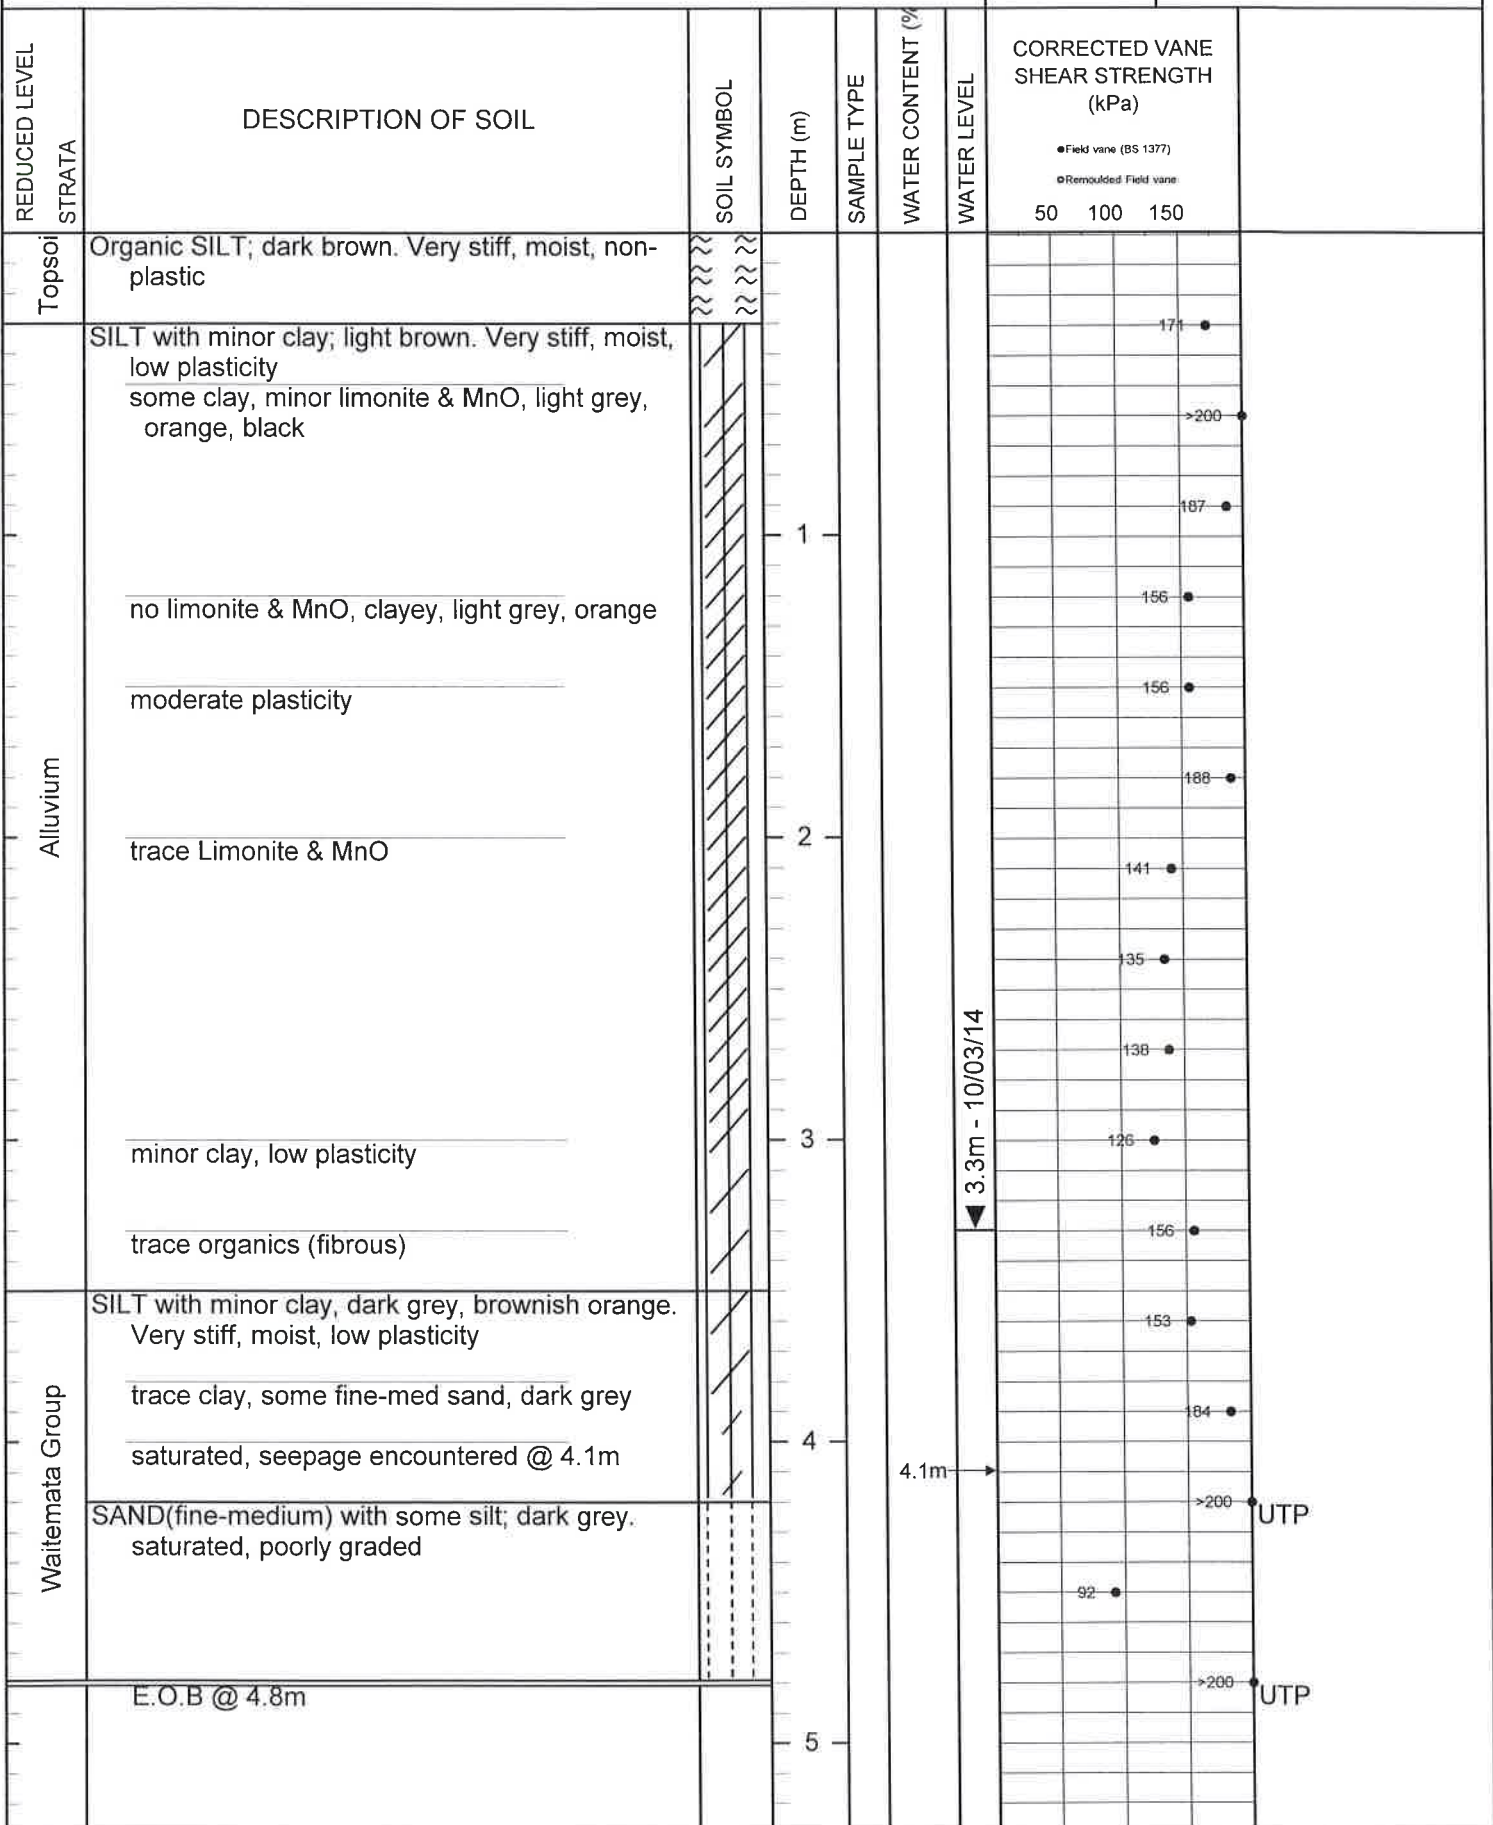 REDUCED LEVEL
STRATA
DESCRIPTION OF SOIL
SOIL SYMBOL
DEPTH (m)
SAMPLE TYPE
WATER CONTENT (%
WATER LEVEL
CORRECTED VANE
SHEAR STRENGTH
(kPa)
●Field vane (BS 1377)
○Remoulded Field vane
50 100 150
Topsoi
Organic SILT; dark brown. Very stiff, moist, non-
plastic
171
SILT with minor clay; light brown. Very stiff, moist,
low plasticity
some clay, minor limonite & MnO, light grey,
orange, black
>200
187
1
no limonite & MnO, clayey, light grey, orange
156
moderate plasticity
156
188
Alluvium
2
trace Limonite & MnO
141
135
138
3.3m - 10/03/14
3
126
minor clay, low plasticity
156
trace organics (fibrous)
SILT with minor clay, dark grey, brownish orange.
Very stiff, moist, low plasticity
153
trace clay, some fine-med sand, dark grey
184
Waitemata Group
4
saturated, seepage encountered @ 4.1m
4.1m
SAND(fine-medium) with some silt; dark grey.
saturated, poorly graded
>200 UTP
92
E.O.B @ 4.8m
>200 UTP
5